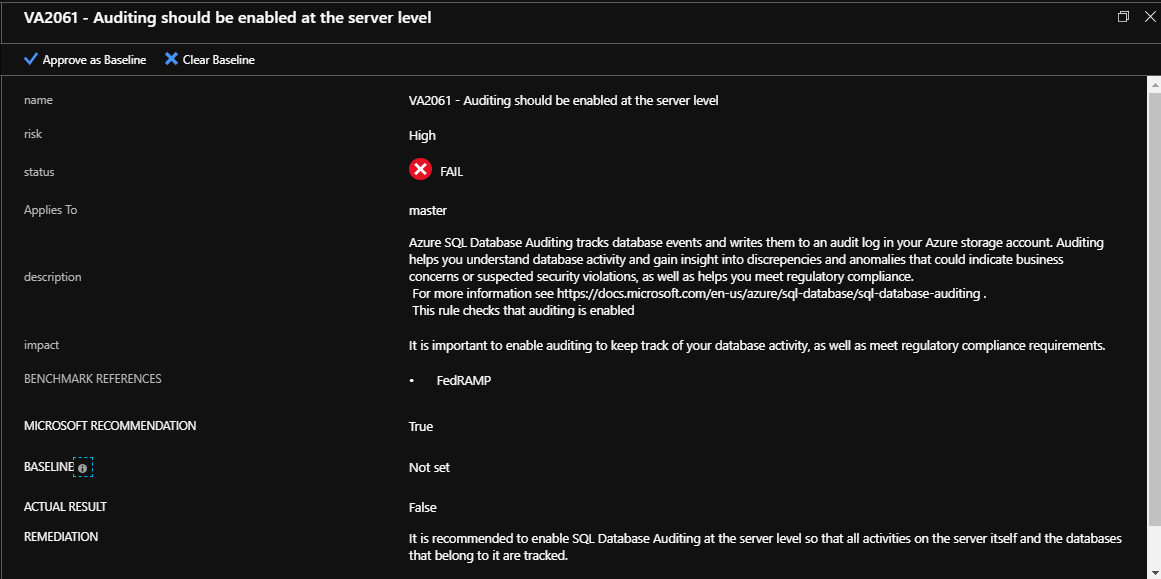 VA2061 - Auditing should be enabled at the server level
Approve as Baseline Clear Baseline
name VA2061 - Auditing should be enabled at the server level
risk High
status FAIL
Applies To master
Azure SQL Database Auditing tracks database events and writes them to an audit log in your Azure storage account. Auditing
helps you understand database activity and gain insight into discrepancies and anomalies that could indicate business
description concerns or suspected security violations, as well as helps you meet regulatory compliance.
For more information see https://docs.microsoft.com/en-us/azure/sql-database/sql-database-auditing .
This rule checks that auditing is enabled
impact It is important to enable auditing to keep track of your database activity, as well as meet regulatory compliance requirements.
BENCHMARK REFERENCES • FedRAMP
MICROSOFT RECOMMENDATION True
BASELINE Not set
ACTUAL RESULT False
REMEDIATION It is recommended to enable SQL Database Auditing at the server level so that all activities on the server itself and the databases
that belong to it are tracked.